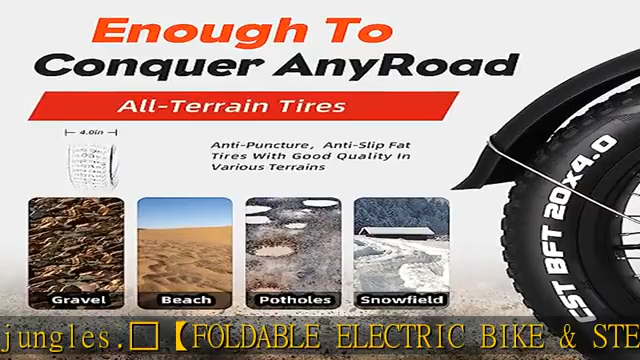 Enough To
Conquer AnyRoad
All-Terrain Tires
4.0in
Anti-Puncture, Anti-Slip Fat
Tires With Good Quality In
Various Terrains
CST BFT 20x4.0
Gravel
Beach
Potholes
Snowfield
jungles.□【FOLDABLE ELECTRIC BIKE & STE